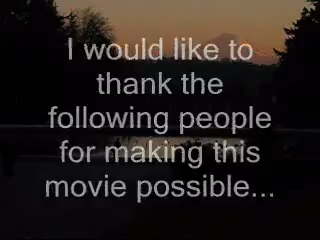 I would like to
thank the
following people
for making this
movie possible...